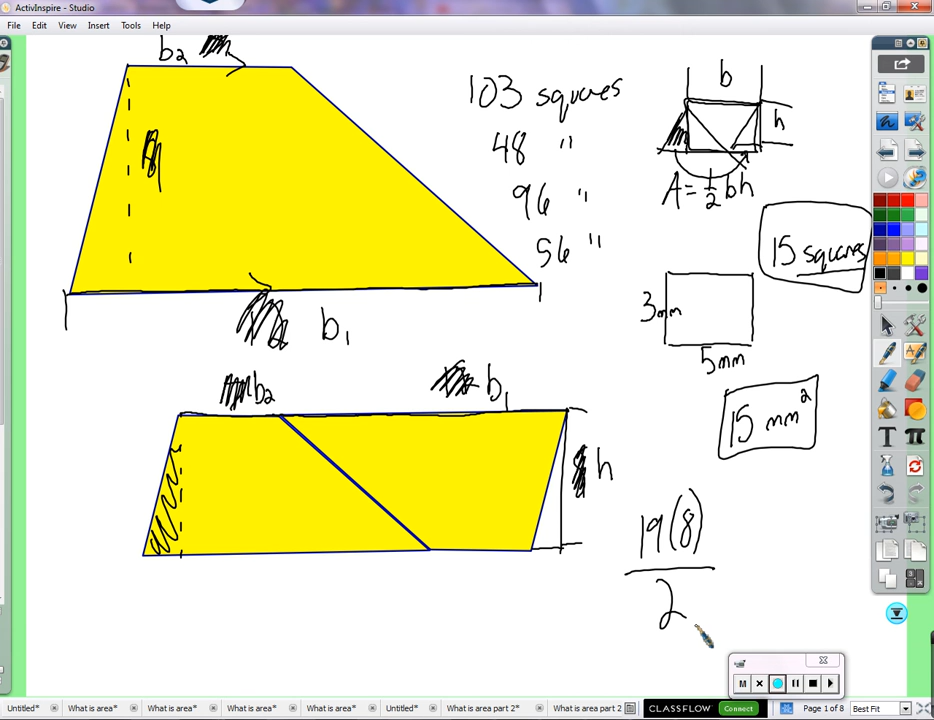 ActivInspire - Studio
File Edit View Insert Tools Help
b2
b1
103 squares
48 "
96 "
56 "
b
h
A = 1/2 bh
15 squares
3mm
5mm
15 mm²
b2
b1
h
19(8)
2
M
Untitled* What is area* What is area* What is area* What is area* Untitled* What is area part 2* What is area part 2 CLASSFLOW Connect Page 1 of 8 Best Fit